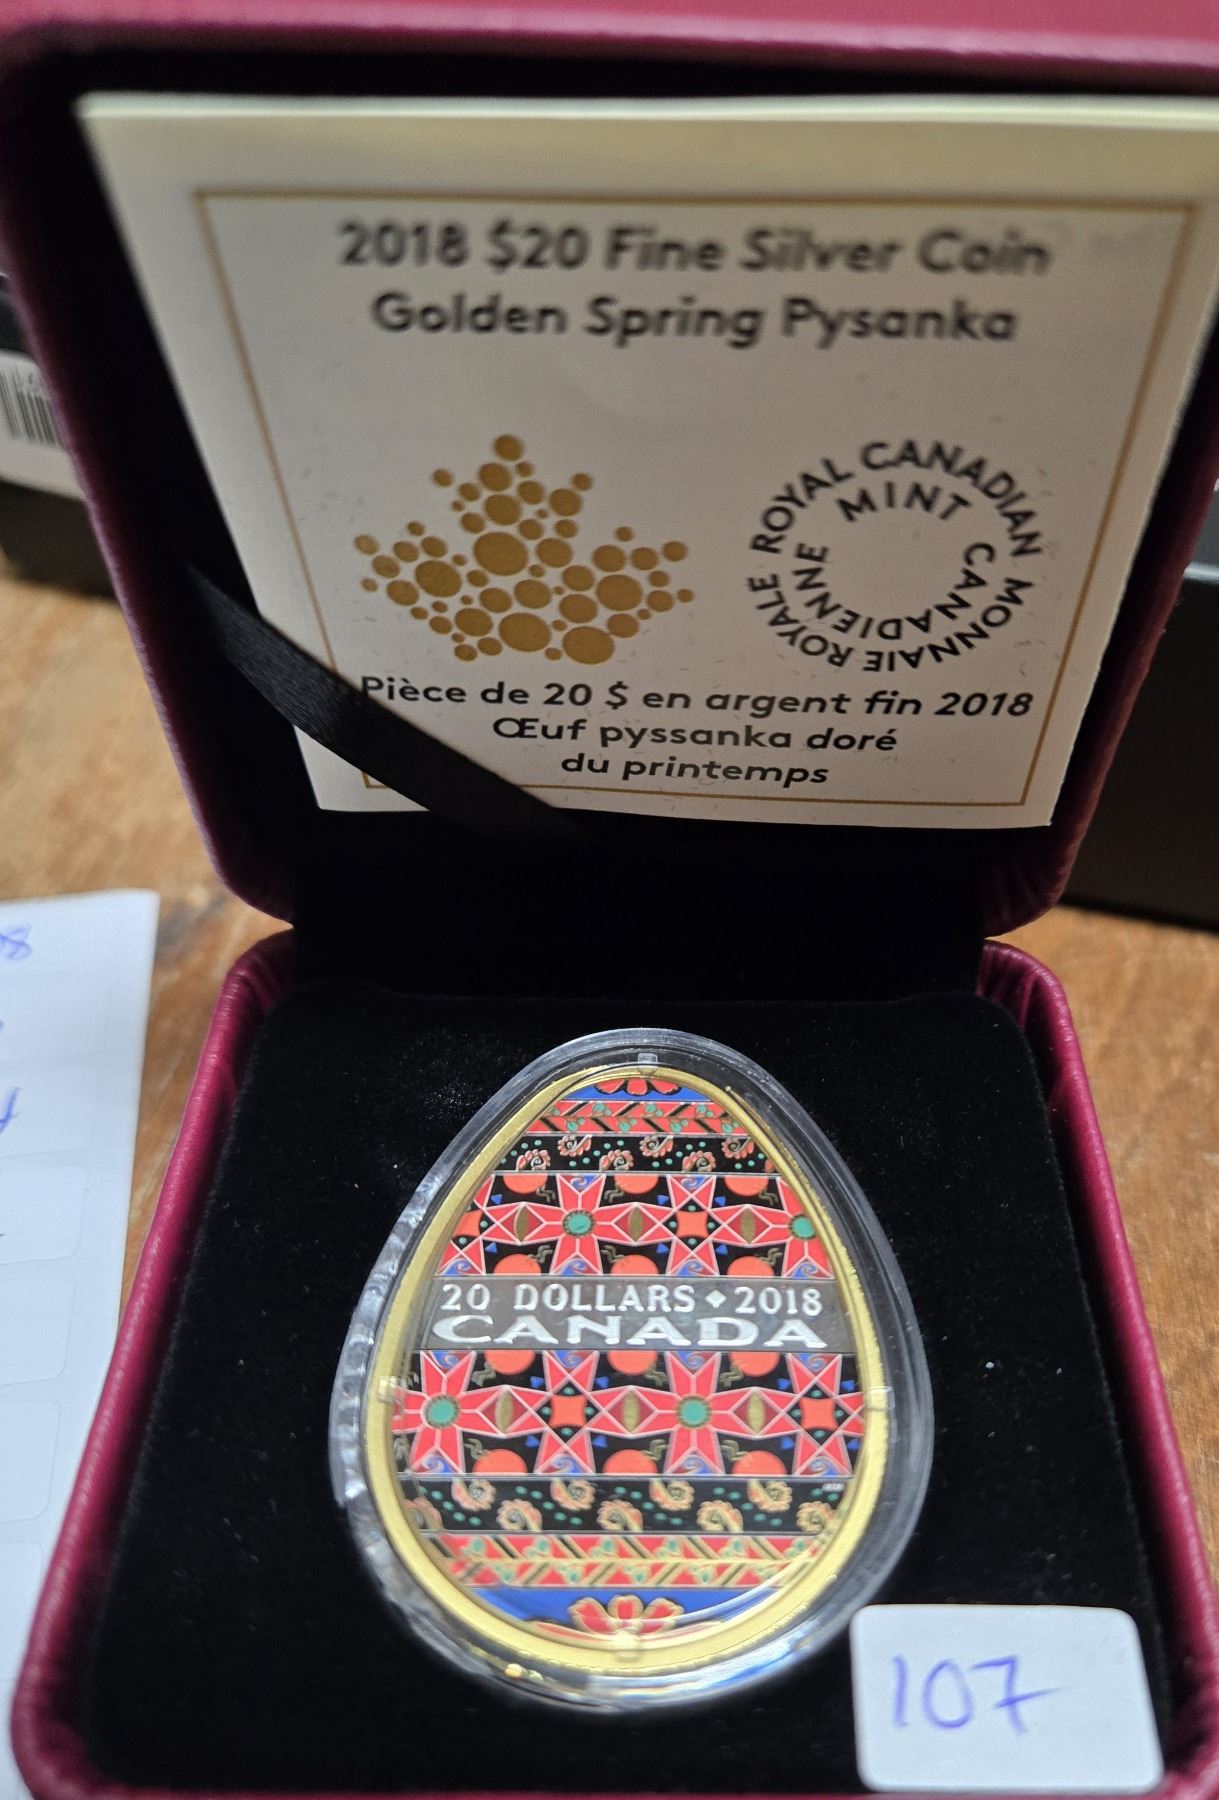 2018 $20 Fine Silver Coin
Golden Spring Pysanka
ROYAL CANADIAN MINT
MONNAIE ROYALE CANADIENNE
Pièce de 20 $ en argent fin 2018
Œuf pyssanka doré
du printemps
20 DOLLARS 2018
CANADA
107